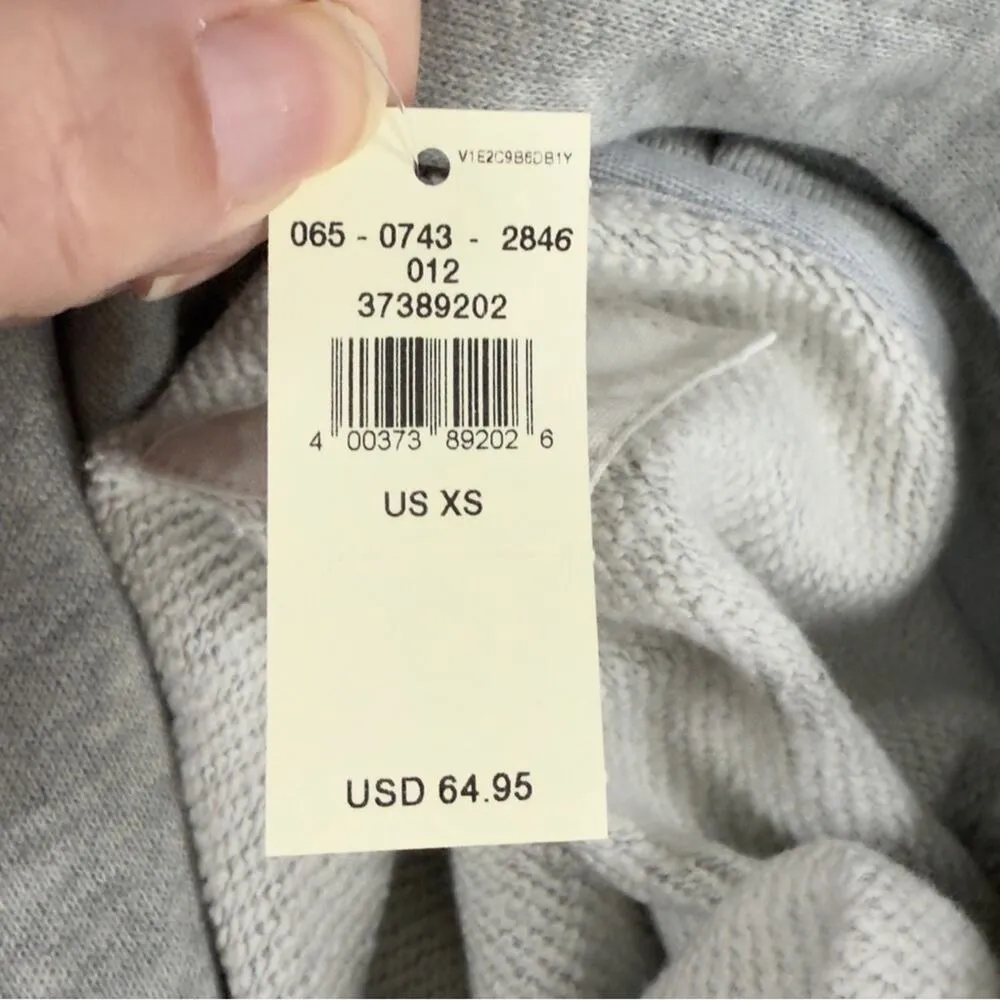 V1E2C9B6DB1Y
065 - 0743 - 2846
012
37389202
4 00373 89202 6
US XS
USD 64.95